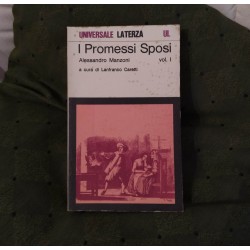 UNIVERSALE LATERZA UL
I Promessi Sposi
Alessandro Manzoni vol. I
a cura di Lanfranco Caretti